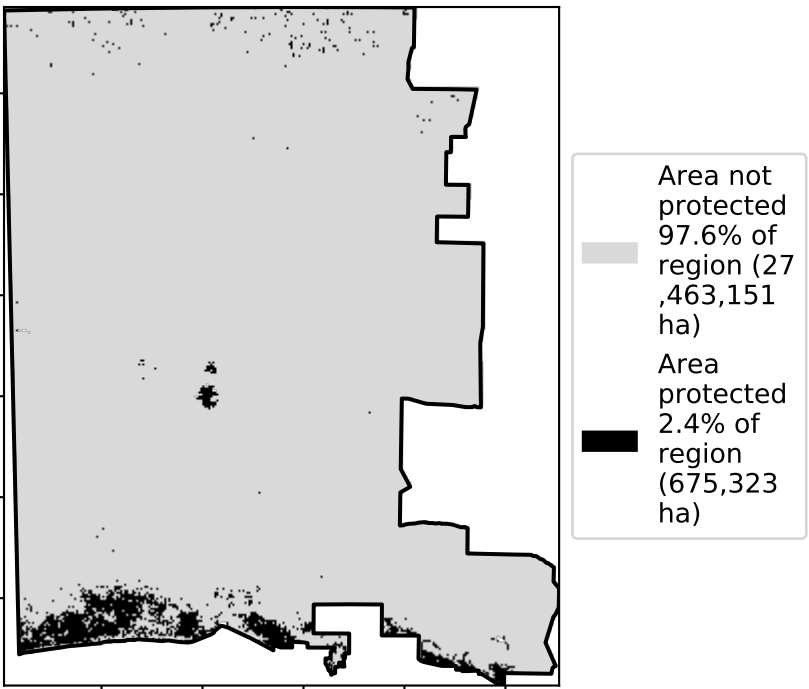 Area not
protected
97.6% of
region (27
,463,151
ha)
Area
protected
2.4% of
region
(675,323
ha)